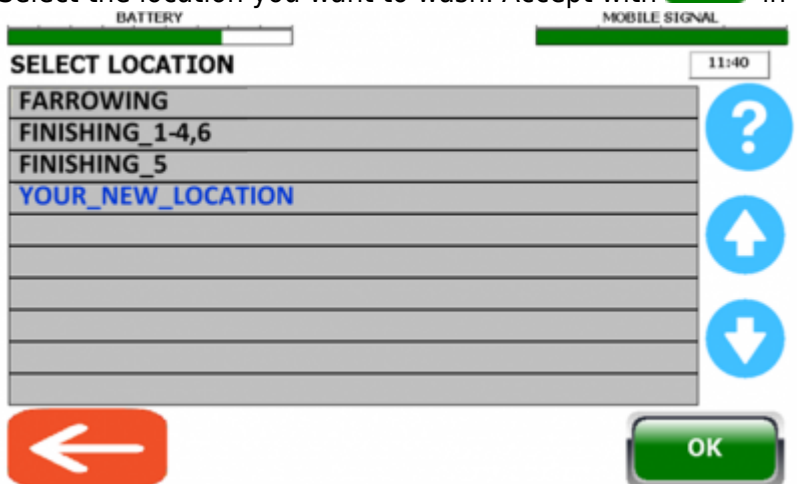 Select the location you want to wash. Accept with in
BATTERY MOBILE SIGNAL
SELECT LOCATION 11:40
FARROWING
FINISHING_1-4,6
FINISHING_5
YOUR_NEW_LOCATION
?
OK